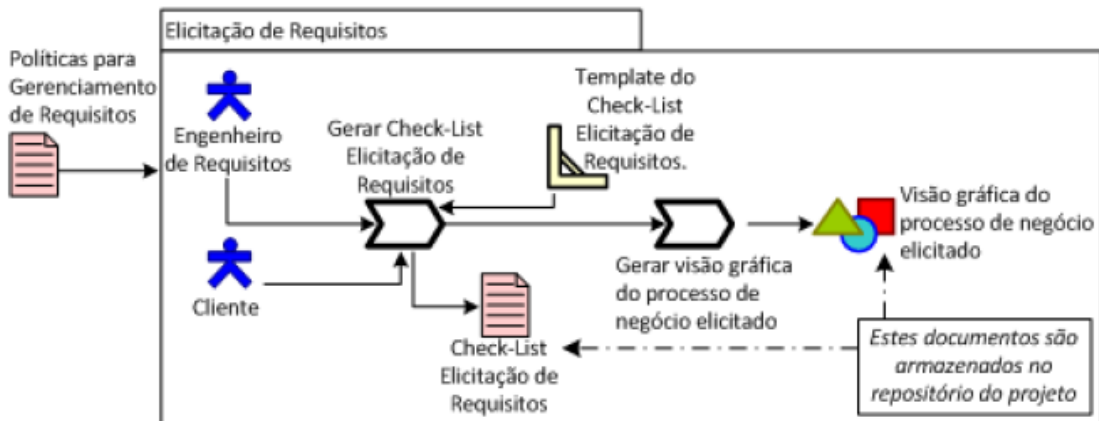 Elicitação de Requisitos
Políticas para
Gerenciamento
de Requisitos
Engenheiro
de Requisitos
Gerar Check-List
Elicitação de
Requisitos
Template do
Check-List
Elicitação de
Requisitos.
Visão gráfica do
processo de negócio
elicitado
Cliente
Gerar visão gráfica
do processo de
negócio elicitado
Check-List
Elicitação de
Requisitos
Estes documentos são
armazenados no
repositório do projeto